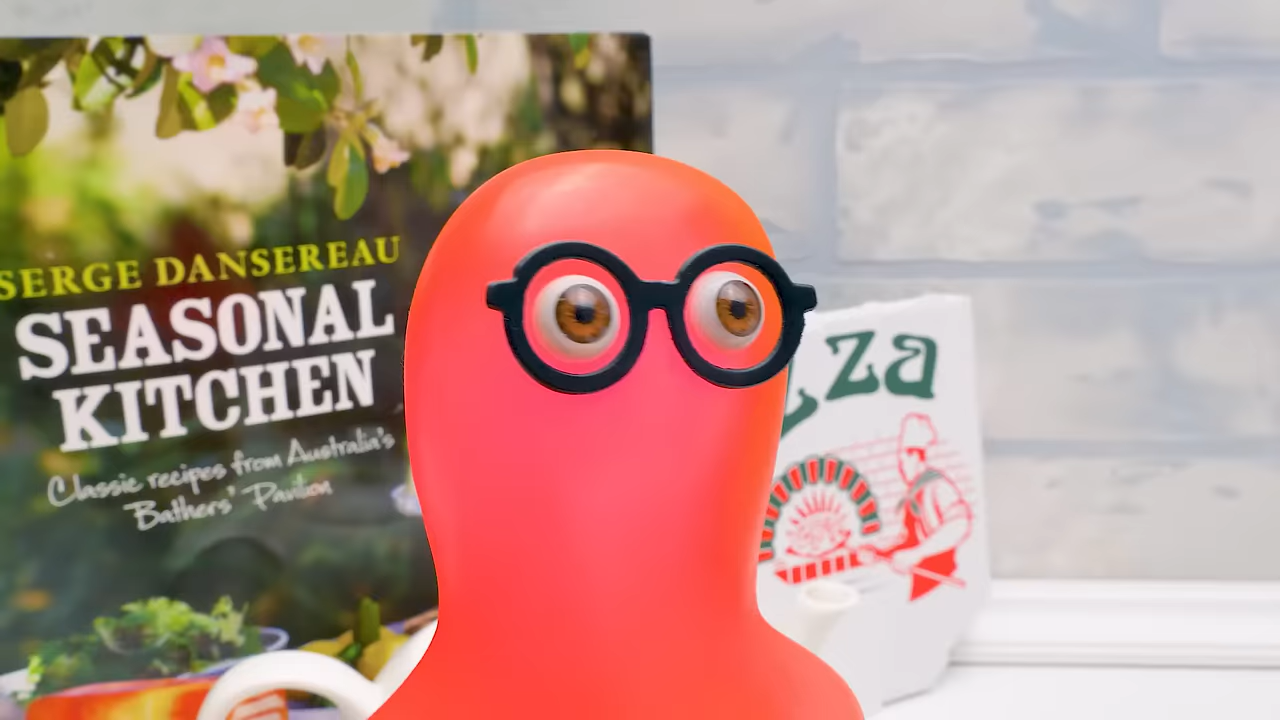 SERGE DANSEREAU
SEASONAL
KITCHEN
Classic recipes from Australia's
Bathers' Pavilion
zza